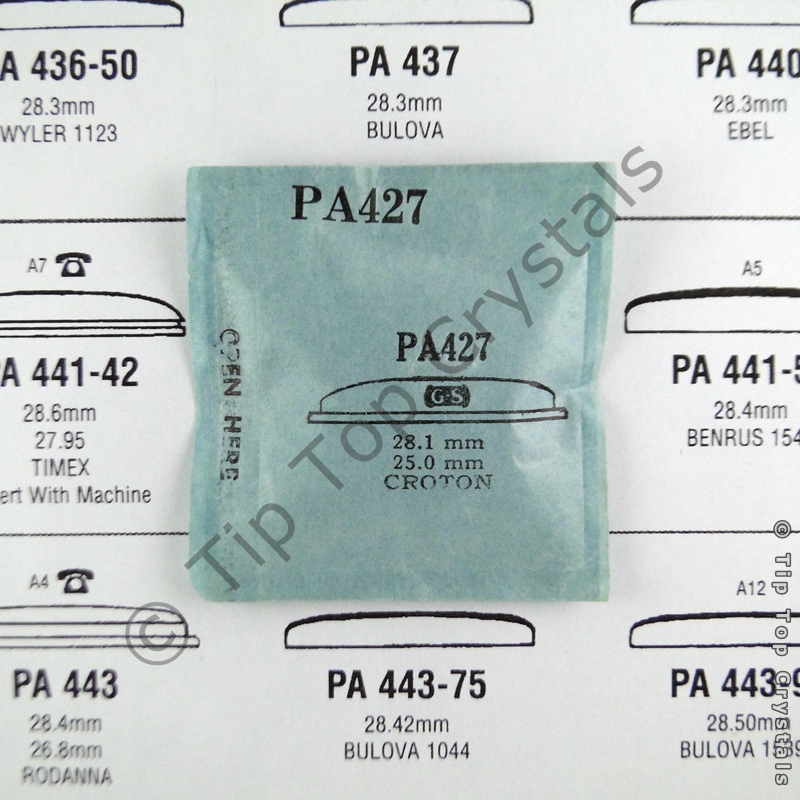 PA 436-50
28.3mm
WYLER 1123
PA 437
28.3mm
BULOVA
PA 440
28.3mm
EBEL
PA427
OPEN HERE
PA427
G-S
28.1 mm
25.0 mm
CROTON
A7
A 441-42
28.6mm
27.95
TIMEX
ert With Machine
A5
PA 441-5
28.4mm
BENRUS 154
A4
PA 443
28.4mm
26.8mm
RODANNA
PA 443-75
28.42mm
BULOVA 1044
A12
PA 443-9
28.50mm
BULOVA
© Tip Top Crystals
© Tip Top Crystals